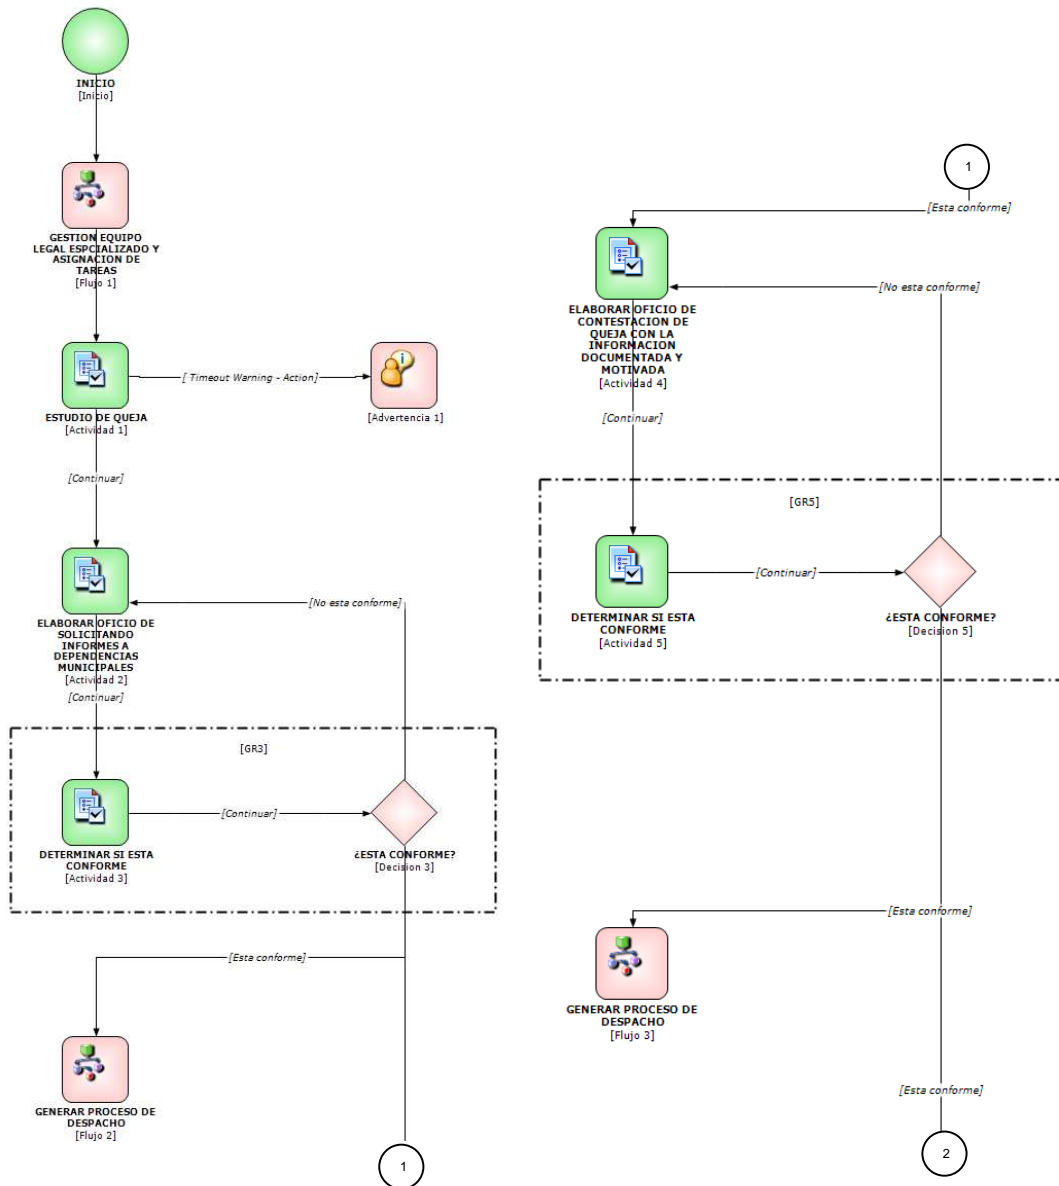 INICIO
[Inicio]
GESTION EQUIPO
LEGAL ESPCIALIZADO Y
ASIGNACION DE
TAREAS
[Flujo 1]
ESTUDIO DE QUEJA
[Actividad 1]
[ Timeout Warning - Action]
[Advertencia 1]
[Continuar]
ELABORAR OFICIO DE
SOLICITANDO
INFORMES A
DEPENDENCIAS
MUNICIPALES
[Actividad 2]
[No esta conforme]
[Continuar]
[GR3]
DETERMINAR SI ESTA
CONFORME
[Actividad 3]
[Continuar]
¿ESTA CONFORME?
[Decision 3]
[Esta conforme]
GENERAR PROCESO DE
DESPACHO
[Flujo 2]
1
1
[Esta conforme]
[No esta conforme]
ELABORAR OFICIO DE
CONTESTACION DE
QUEJA CON LA
INFORMACION
DOCUMENTADA Y
MOTIVADA
[Actividad 4]
[Continuar]
[GR5]
DETERMINAR SI ESTA
CONFORME
[Actividad 5]
[Continuar]
¿ESTA CONFORME?
[Decision 5]
[Esta conforme]
GENERAR PROCESO DE
DESPACHO
[Flujo 3]
[Esta conforme]
2